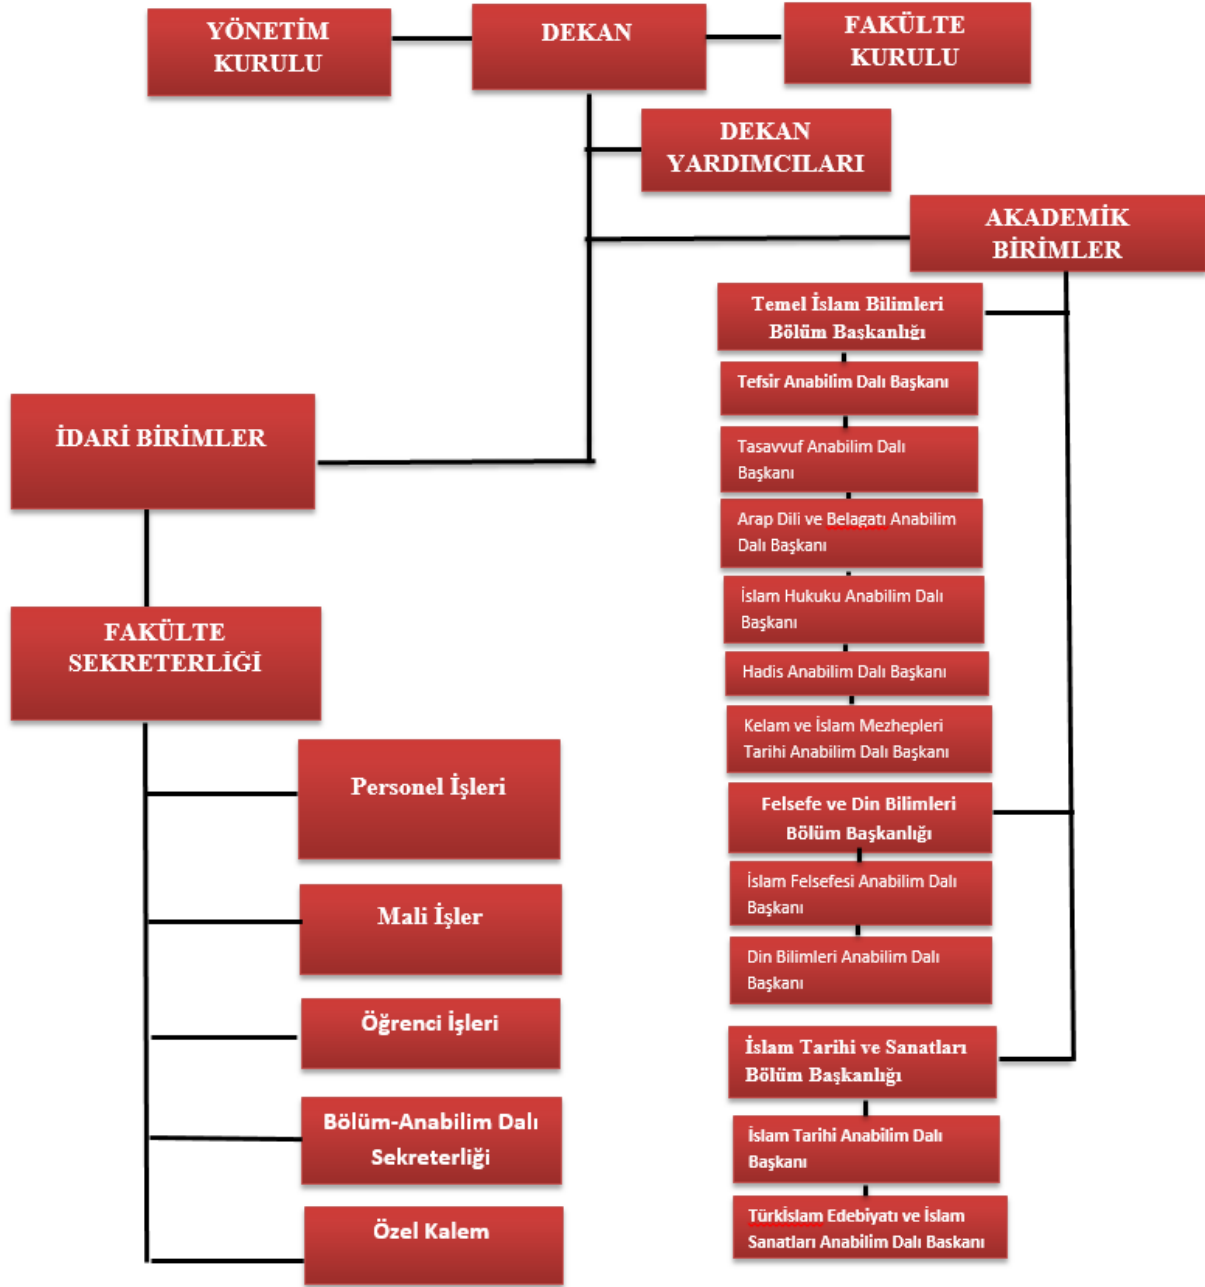 YÖNETİM
KURULU
DEKAN
FAKÜLTE
KURULU
DEKAN
YARDIMCILARI
AKADEMİK
BİRİMLER
Temel İslam Bilimleri
Bölüm Başkanlığı
Tefsir Anabilim Dalı Başkanı
Tasavvuf Anabilim Dalı
Başkanı
Arap Dili ve Belagatı Anabilim
Dalı Başkanı
İslam Hukuku Anabilim Dalı
Başkanı
Hadis Anabilim Dalı Başkanı
Kelam ve İslam Mezhepleri
Tarihi Anabilim Dalı Başkanı
Felsefe ve Din Bilimleri
Bölüm Başkanlığı
İslam Felsefesi Anabilim Dalı
Başkanı
Din Bilimleri Anabilim Dalı
Başkanı
İslam Tarihi ve Sanatları
Bölüm Başkanlığı
İslam Tarihi Anabilim Dalı
Başkanı
Türkİslam Edebiyatı ve İslam
Sanatları Anabilim Dalı Baskanı
İDARİ BİRİMLER
FAKÜLTE
SEKRETERLİĞİ
Personel İşleri
Mali İşler
Öğrenci İşleri
Bölüm-Anabilim Dalı
Sekreterliği
Özel Kalem